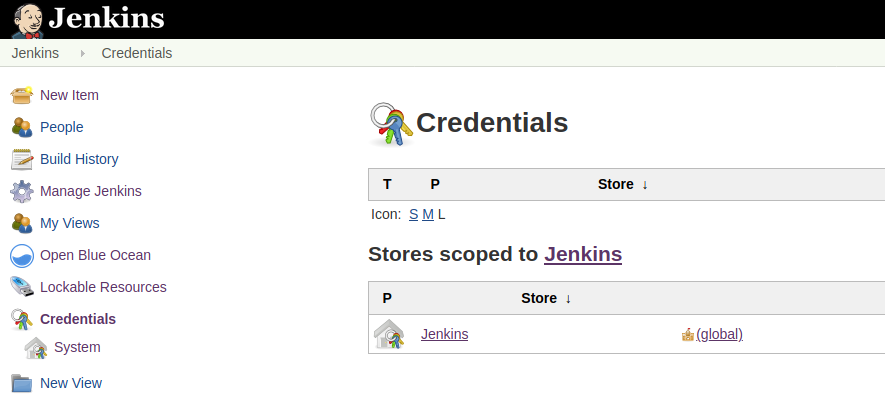 Jenkins
Jenkins Credentials
New Item
People
Build History
Manage Jenkins
My Views
Open Blue Ocean
Lockable Resources
Credentials
System
New View
Credentials
T P Store ↓
Icon: S M L
Stores scoped to Jenkins
P Store ↓
Jenkins (global)